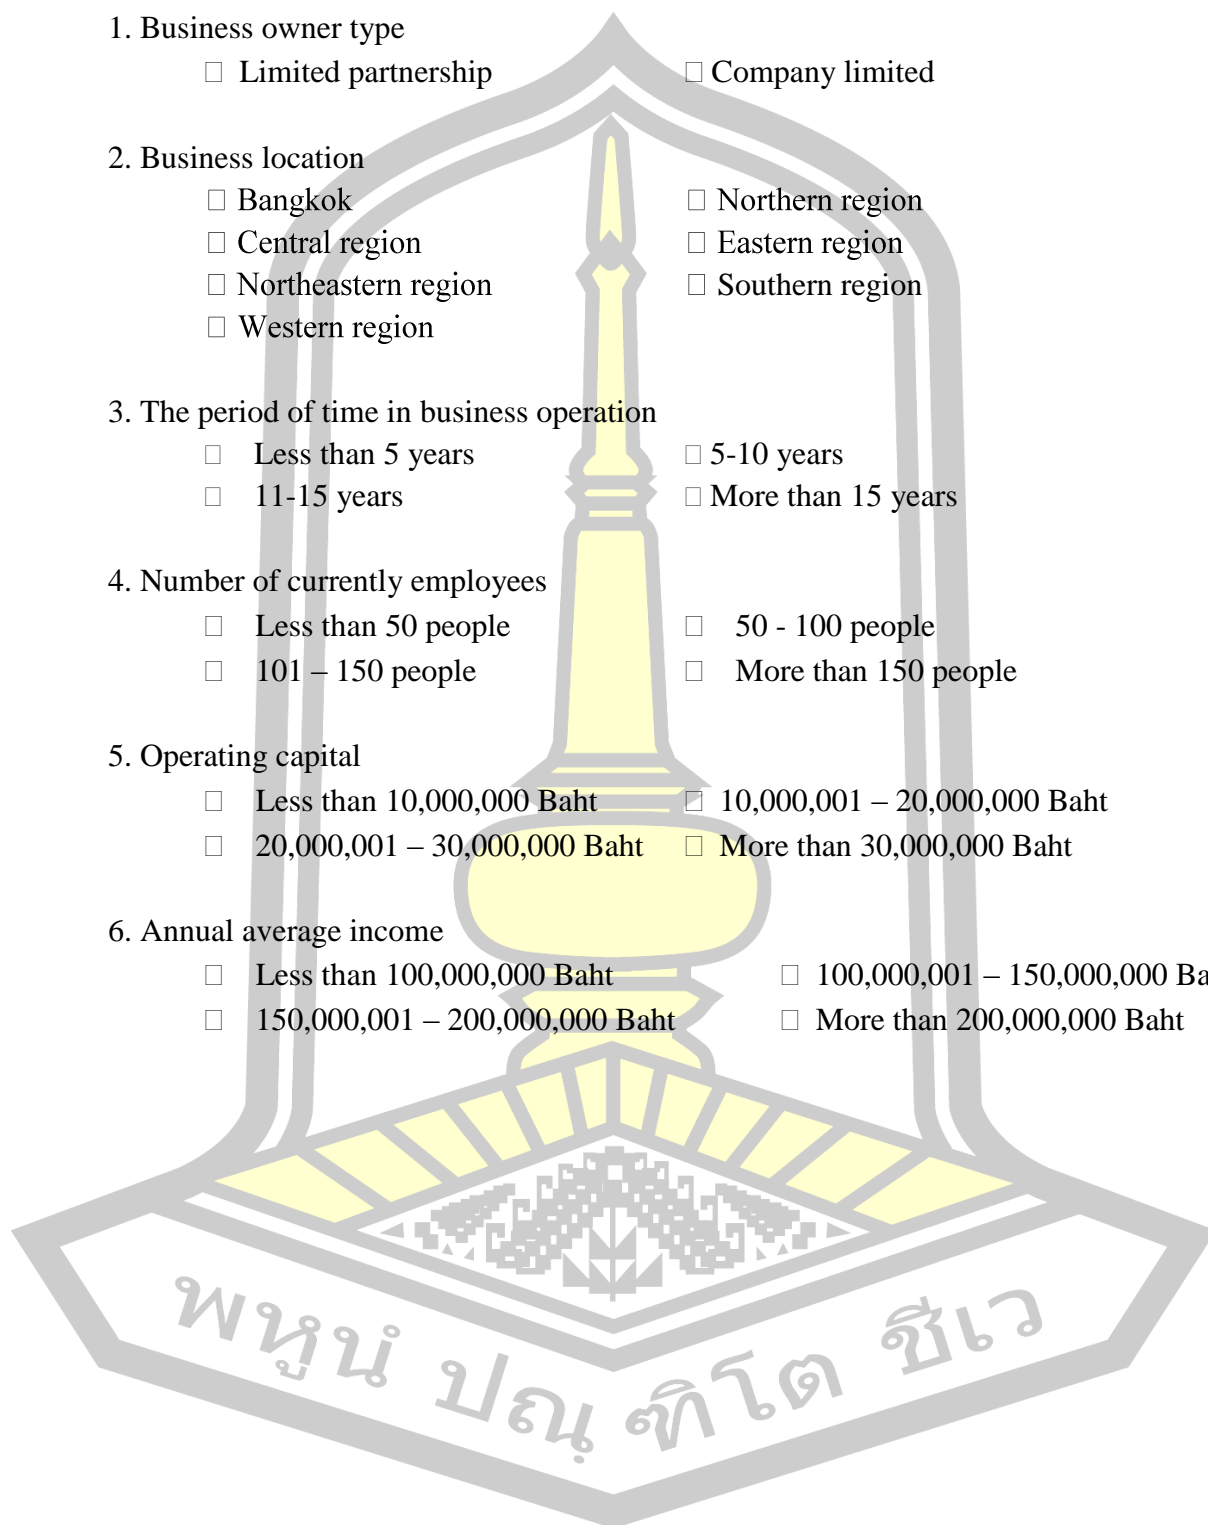 1. Business owner type
☐ Limited partnership ☐ Company limited
2. Business location
☐ Bangkok ☐ Northern region
☐ Central region ☐ Eastern region
☐ Northeastern region ☐ Southern region
☐ Western region
3. The period of time in business operation
☐ Less than 5 years ☐ 5-10 years
☐ 11-15 years ☐ More than 15 years
4. Number of currently employees
☐ Less than 50 people ☐ 50 - 100 people
☐ 101 – 150 people ☐ More than 150 people
5. Operating capital
☐ Less than 10,000,000 Baht ☐ 10,000,001 – 20,000,000 Baht
☐ 20,000,001 – 30,000,000 Baht ☐ More than 30,000,000 Baht
6. Annual average income
☐ Less than 100,000,000 Baht ☐ 100,000,001 – 150,000,000 Ba
☐ 150,000,001 – 200,000,000 Baht ☐ More than 200,000,000 Baht
พหูนํ ปณฺ ฑิโต ชีเว